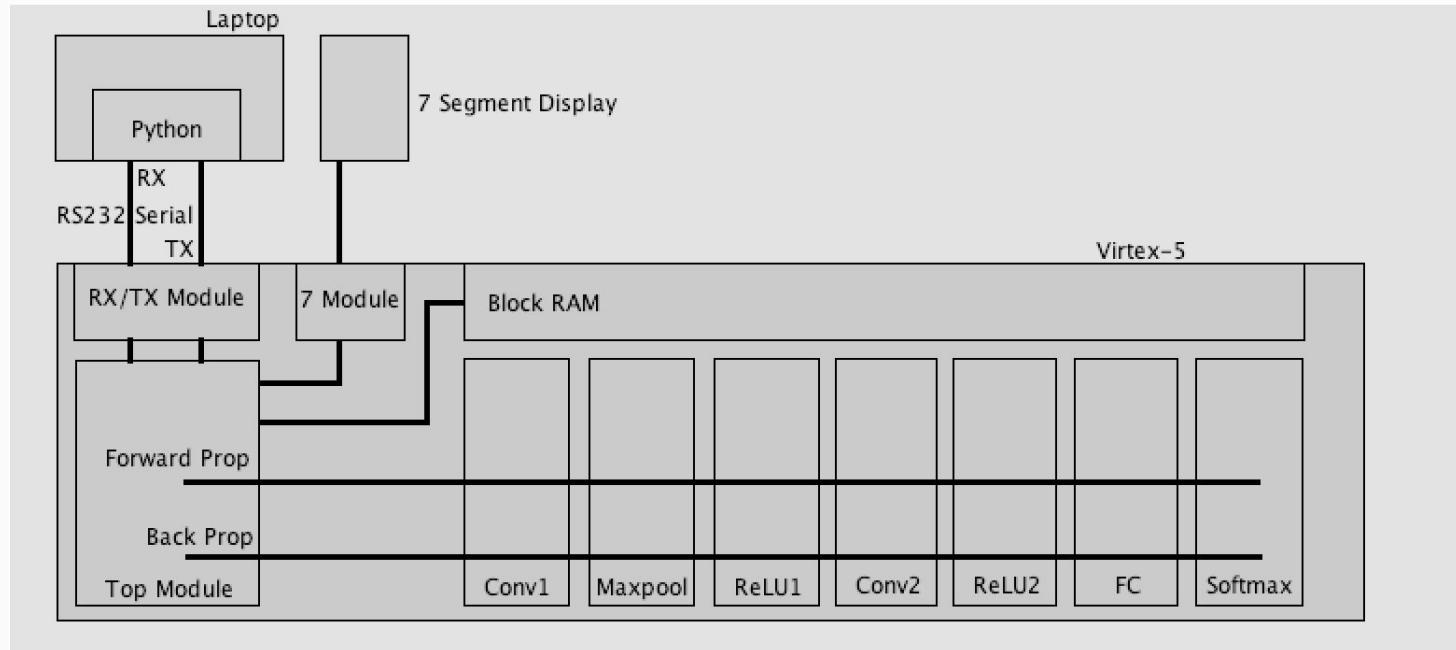 Laptop
Python
7 Segment Display
RX
RS232 Serial
TX
Virtex-5
RX/TX Module
7 Module
Block RAM
Forward Prop
Back Prop
Top Module
Conv1
Maxpool
ReLU1
Conv2
ReLU2
FC
Softmax